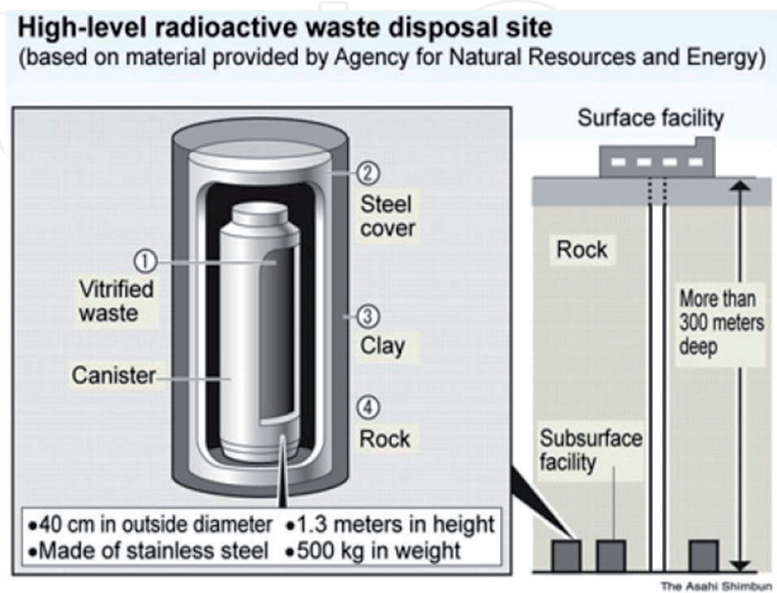 High-level radioactive waste disposal site
(based on material provided by Agency for Natural Resources and Energy)
①
Vitrified
waste
Canister
②
Steel
cover
③
Clay
④
Rock
•40 cm in outside diameter •1.3 meters in height
•Made of stainless steel •500 kg in weight
Surface facility
Rock
More than
300 meters
deep
Subsurface
facility
The Asahi Shimbun